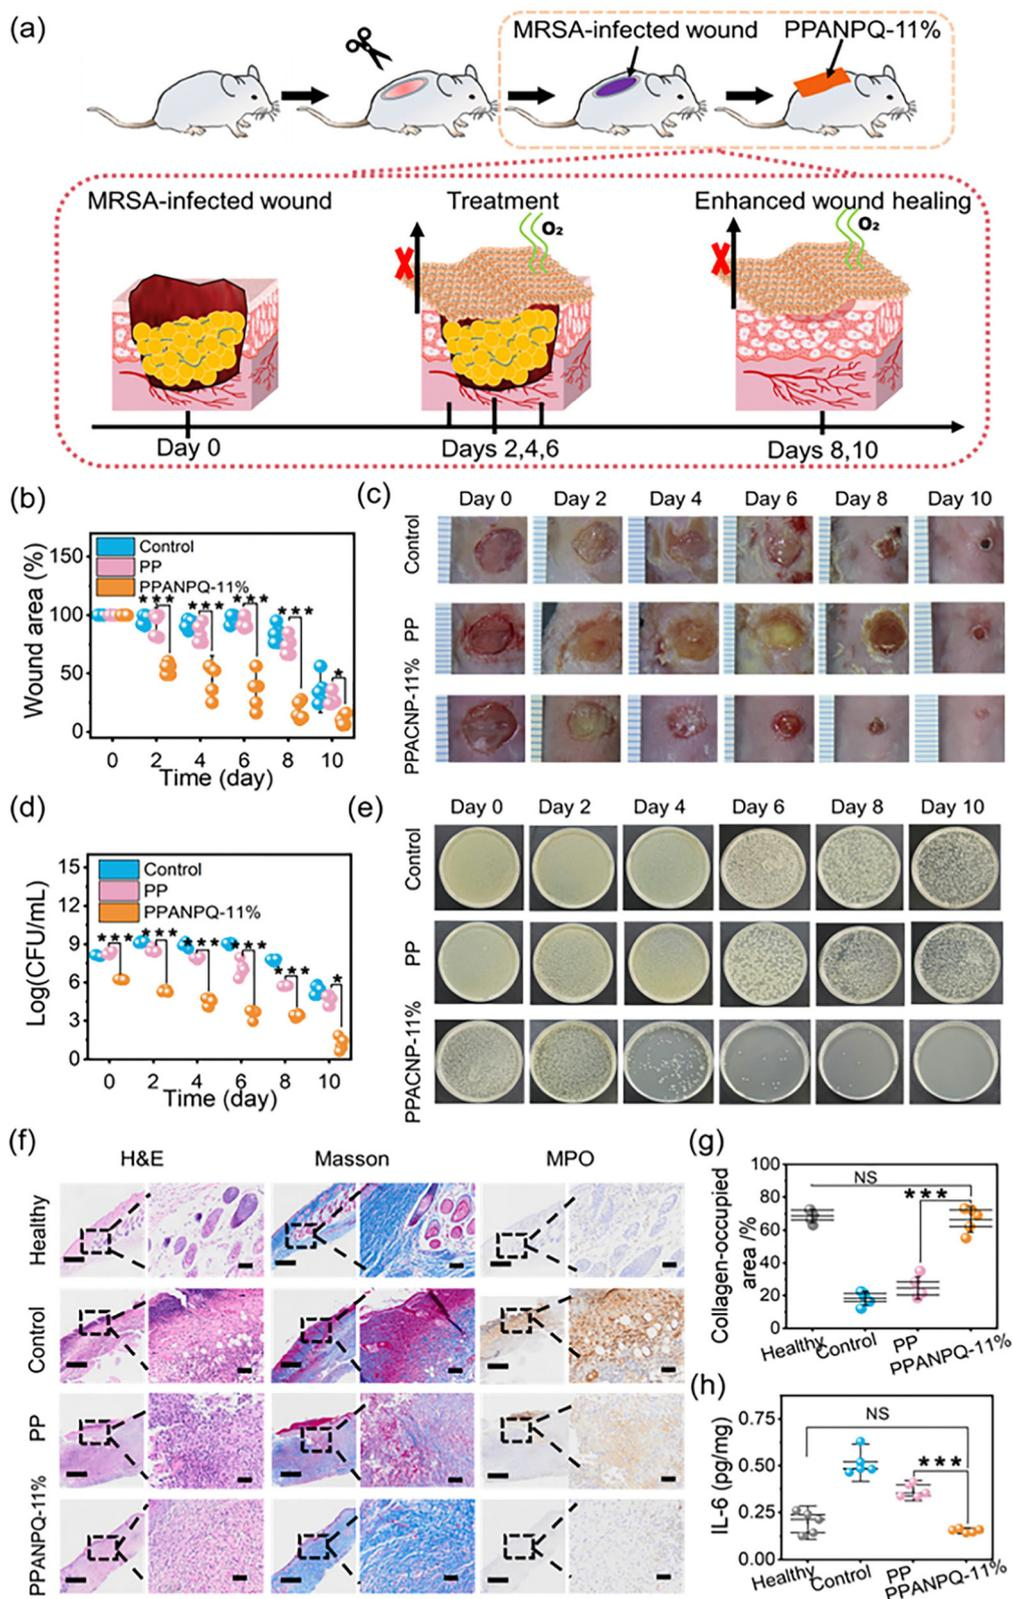 (a)
MRSA-infected wound PPANPQ-11%
MRSA-infected wound Treatment Enhanced wound healing
O₂ O₂
Day 0 Days 2,4,6 Days 8,10
(b)
Wound area (%)
150
100
50
0
Control
PP
PPANPQ-11%
*** *** *** *** *
0 2 4 6 8 10
Time (day)
(c)
Day 0 Day 2 Day 4 Day 6 Day 8 Day 10
Control
PP
PPACNP-11%
(d)
Log(CFU/mL)
15
12
9
6
3
0
Control
PP
PPANPQ-11%
*** *** *** *** *** *
0 2 4 6 8 10
Time (day)
(e)
Day 0 Day 2 Day 4 Day 6 Day 8 Day 10
Control
PP
PPACNP-11%
(f)
H&E Masson MPO
Healthy
Control
PP
PPANPQ-11%
(g)
Collagen-occupied
area /%
100
80
60
40
20
0
NS
***
Healthy Control PP PPANPQ-11%
(h)
IL-6 (pg/mg)
0.75
0.50
0.25
0.00
NS
***
Healthy Control PP PPANPQ-11%